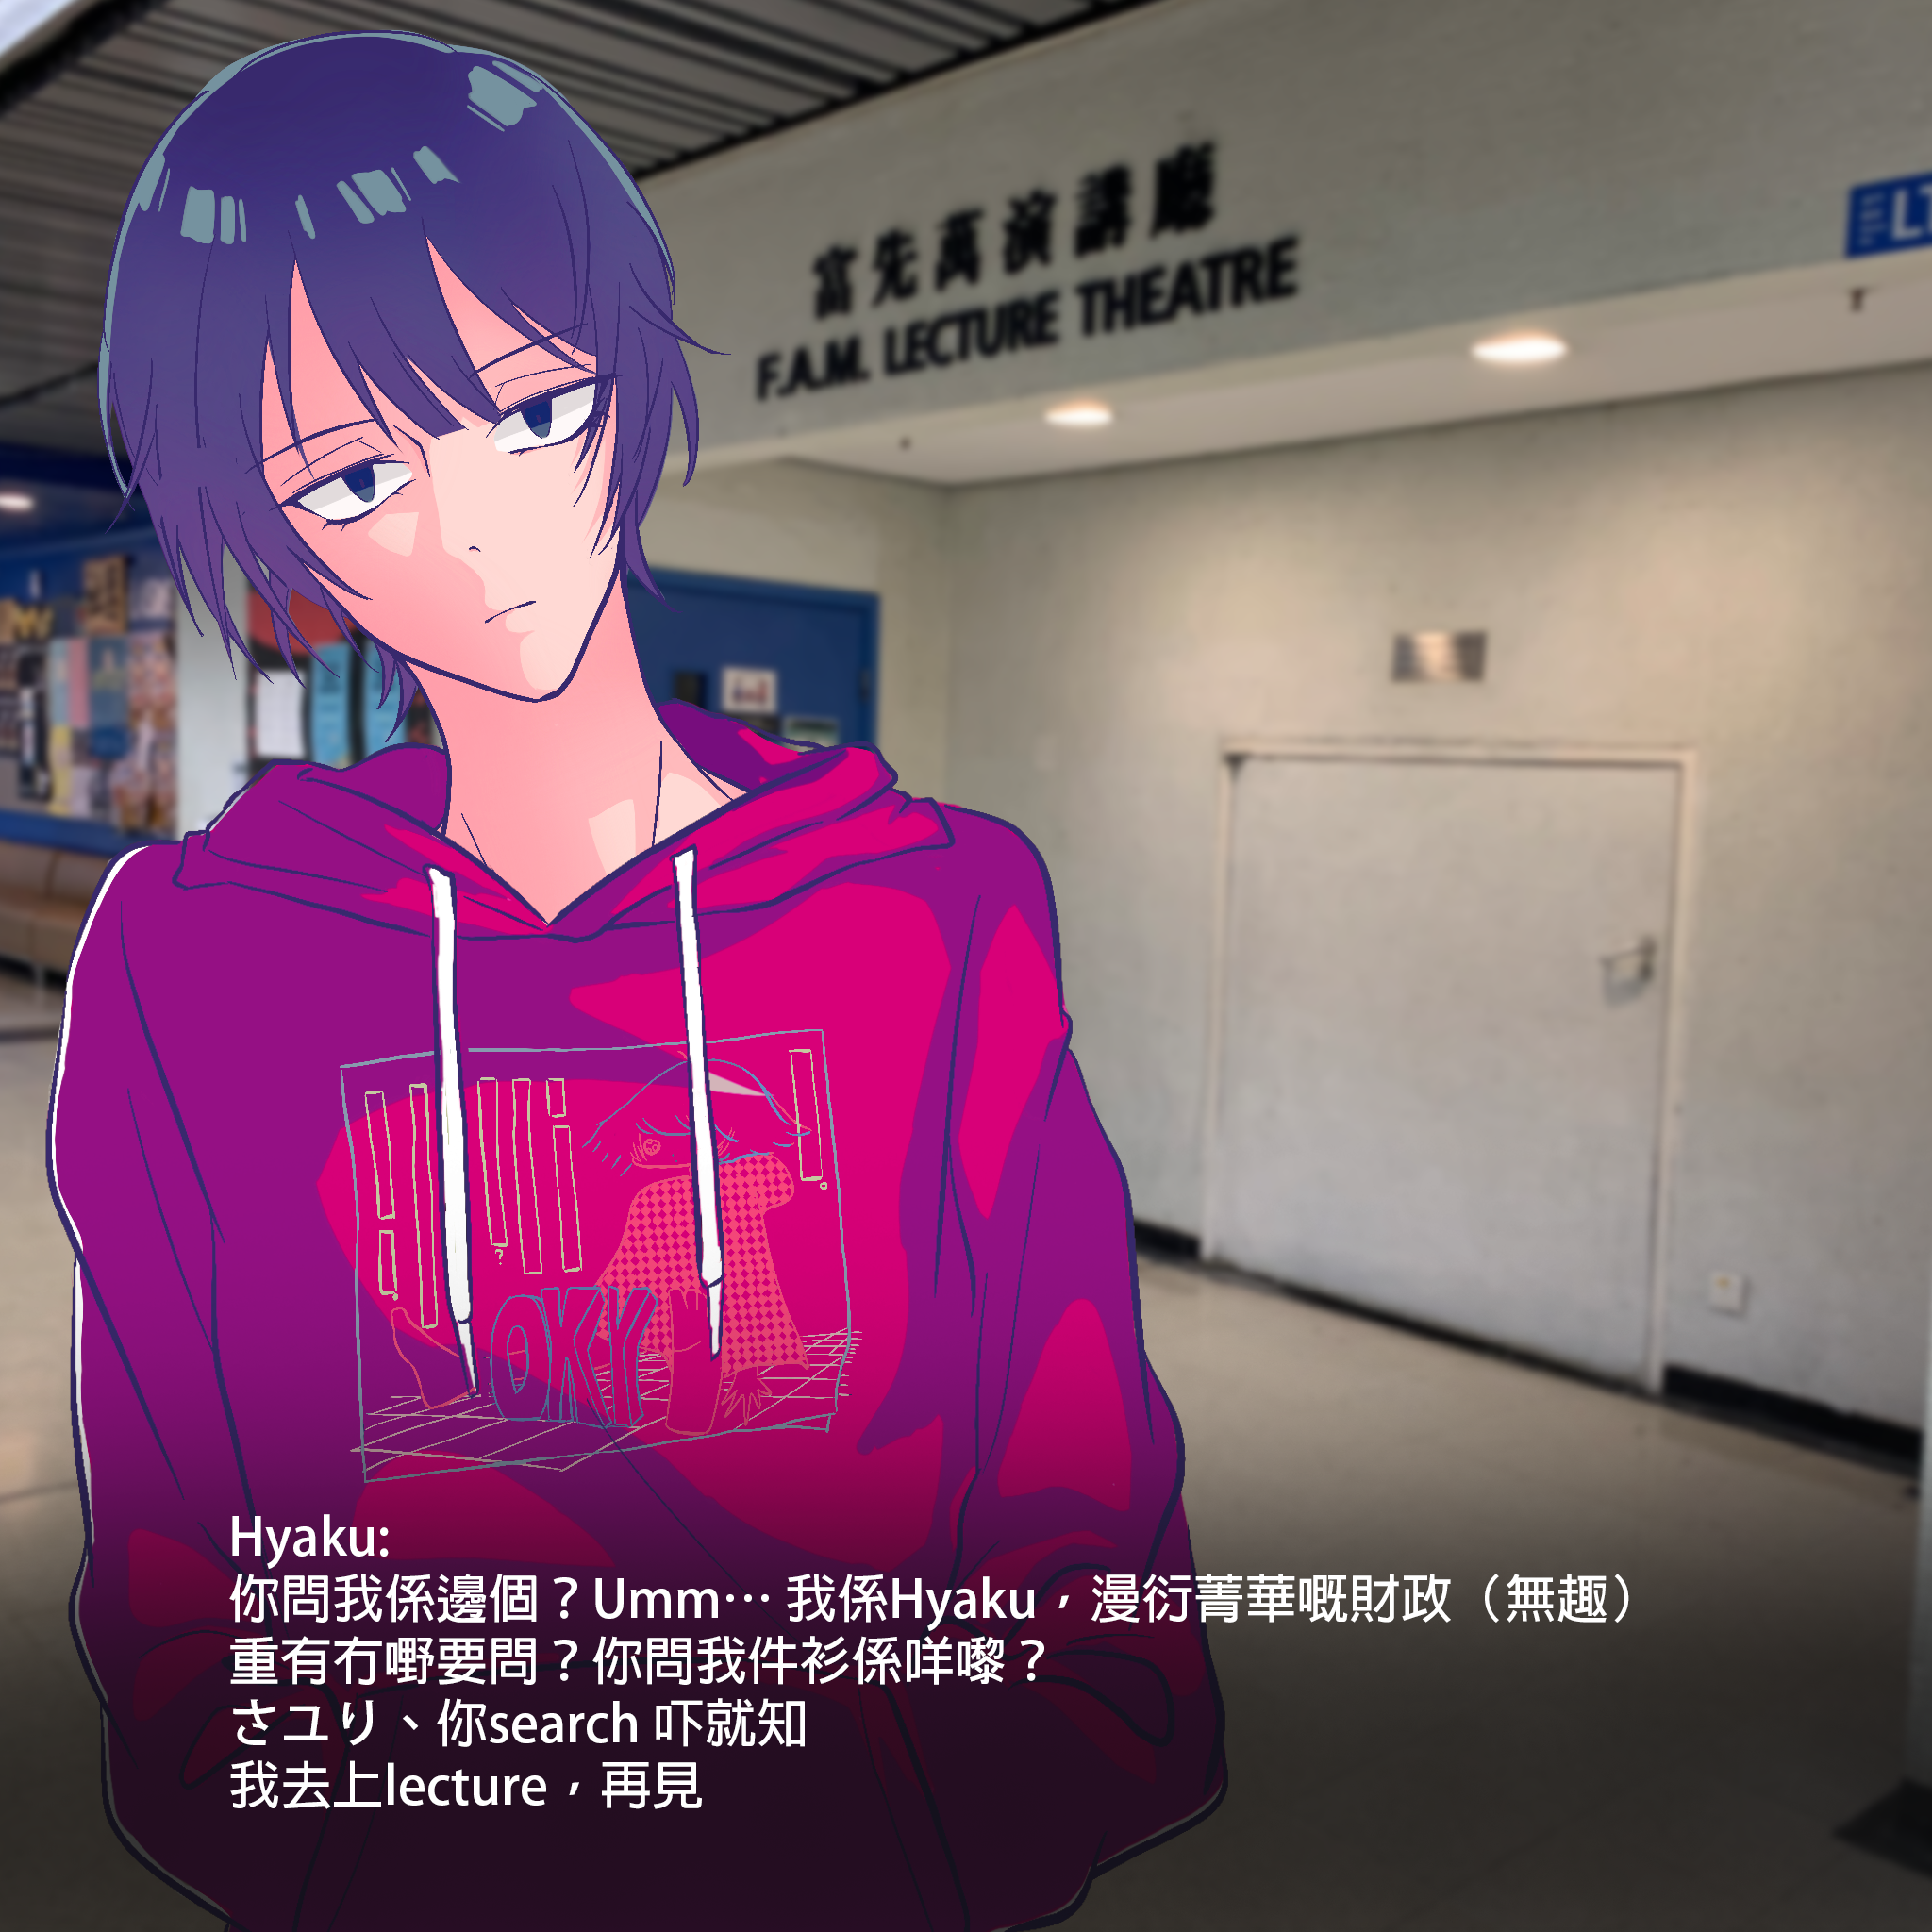 富先萬演講廳
F.A.M. LECTURE THEATRE
LT
OKY
Hyaku:
你問我係邊個？Umm… 我係Hyaku，漫衍菁華嘅財政（無趣）
重有冇嘢要問？你問我件衫係咩嚟？
さユり、你search 吓就知
我去上lecture，再見